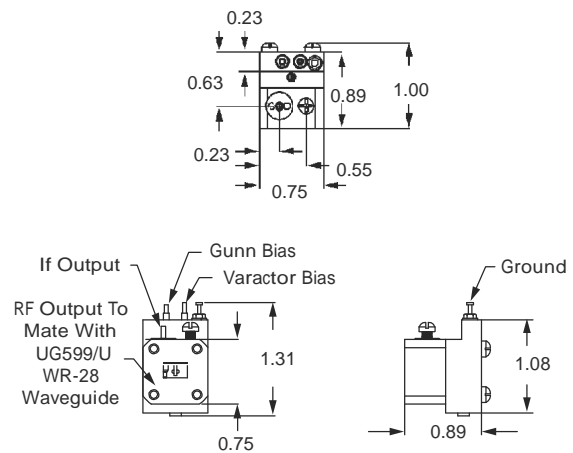 0.23
0.63
0.89
1.00
0.23
0.55
0.75
Gunn Bias
If Output
Varactor Bias
RF Output To
Mate With
UG599/U
WR-28
Waveguide
1.31
0.75
Ground
1.08
0.89